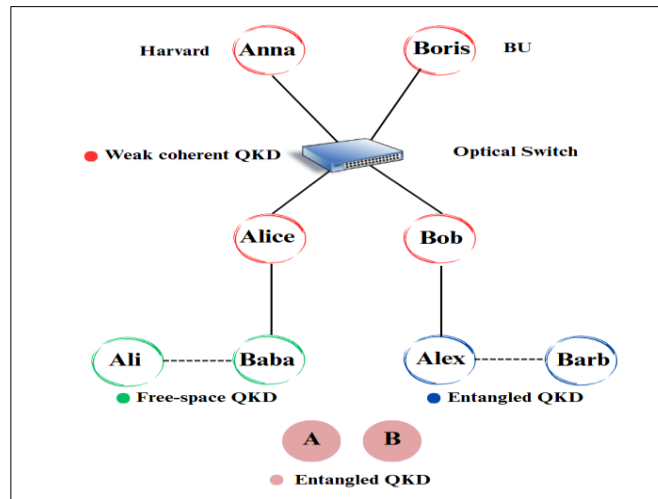 Harvard Anna Boris BU
Weak coherent QKD Optical Switch
Alice Bob
Ali Baba Alex Barb
Free-space QKD Entangled QKD
A B
Entangled QKD